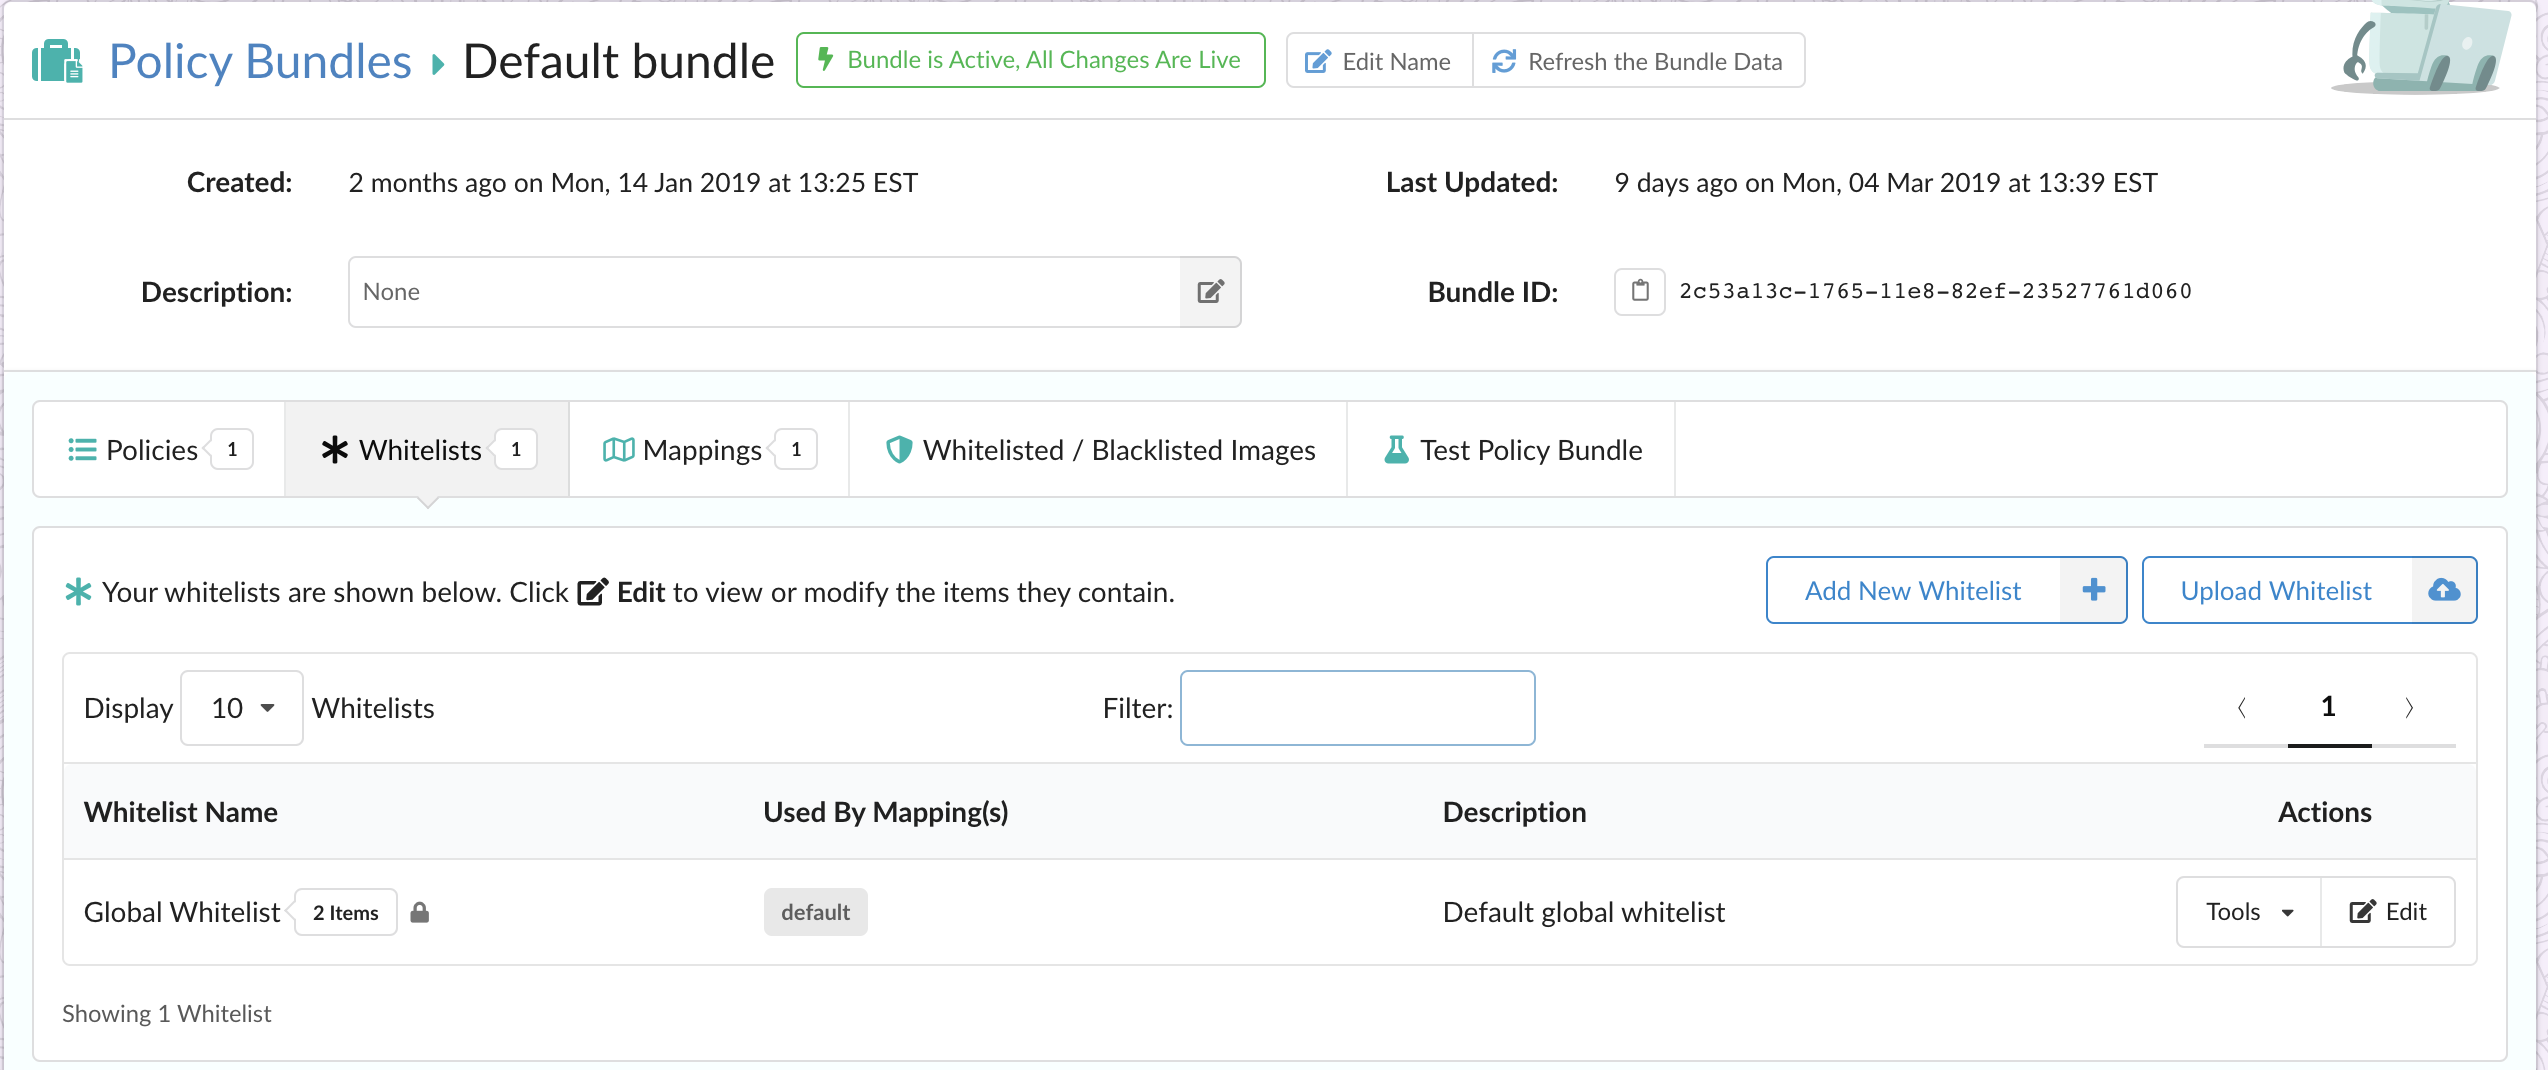 Policy Bundles Default bundle Bundle is Active, All Changes Are Live Edit Name Refresh the Bundle Data
Created: 2 months ago on Mon, 14 Jan 2019 at 13:25 EST Last Updated: 9 days ago on Mon, 04 Mar 2019 at 13:39 EST
Description: None Bundle ID: 2c53a13c-1765-11e8-82ef-23527761d060
Policies 1 Whitelists 1 Mappings 1 Whitelisted / Blacklisted Images Test Policy Bundle
Your whitelists are shown below. Click Edit to view or modify the items they contain. Add New Whitelist Upload Whitelist
Display 10 Whitelists Filter: 1
Whitelist Name Used By Mapping(s) Description Actions
Global Whitelist 2 Items default Default global whitelist Tools Edit
Showing 1 Whitelist